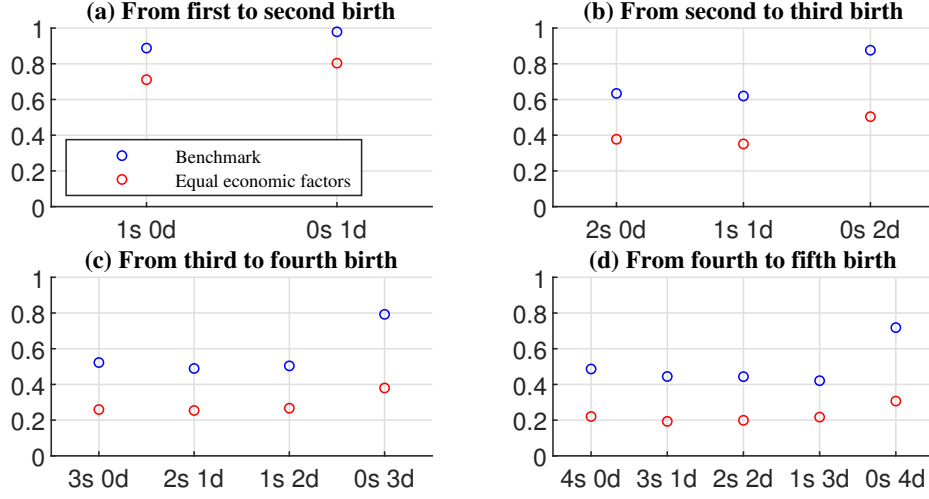 (a) From first to second birth
1
0.8
0.6
0.4
0.2
0
Benchmark
Equal economic factors
1s 0d 0s 1d
(b) From second to third birth
1
0.8
0.6
0.4
0.2
0
2s 0d 1s 1d 0s 2d
(c) From third to fourth birth
1
0.8
0.6
0.4
0.2
0
3s 0d 2s 1d 1s 2d 0s 3d
(d) From fourth to fifth birth
1
0.8
0.6
0.4
0.2
0
4s 0d 3s 1d 2s 2d 1s 3d 0s 4d